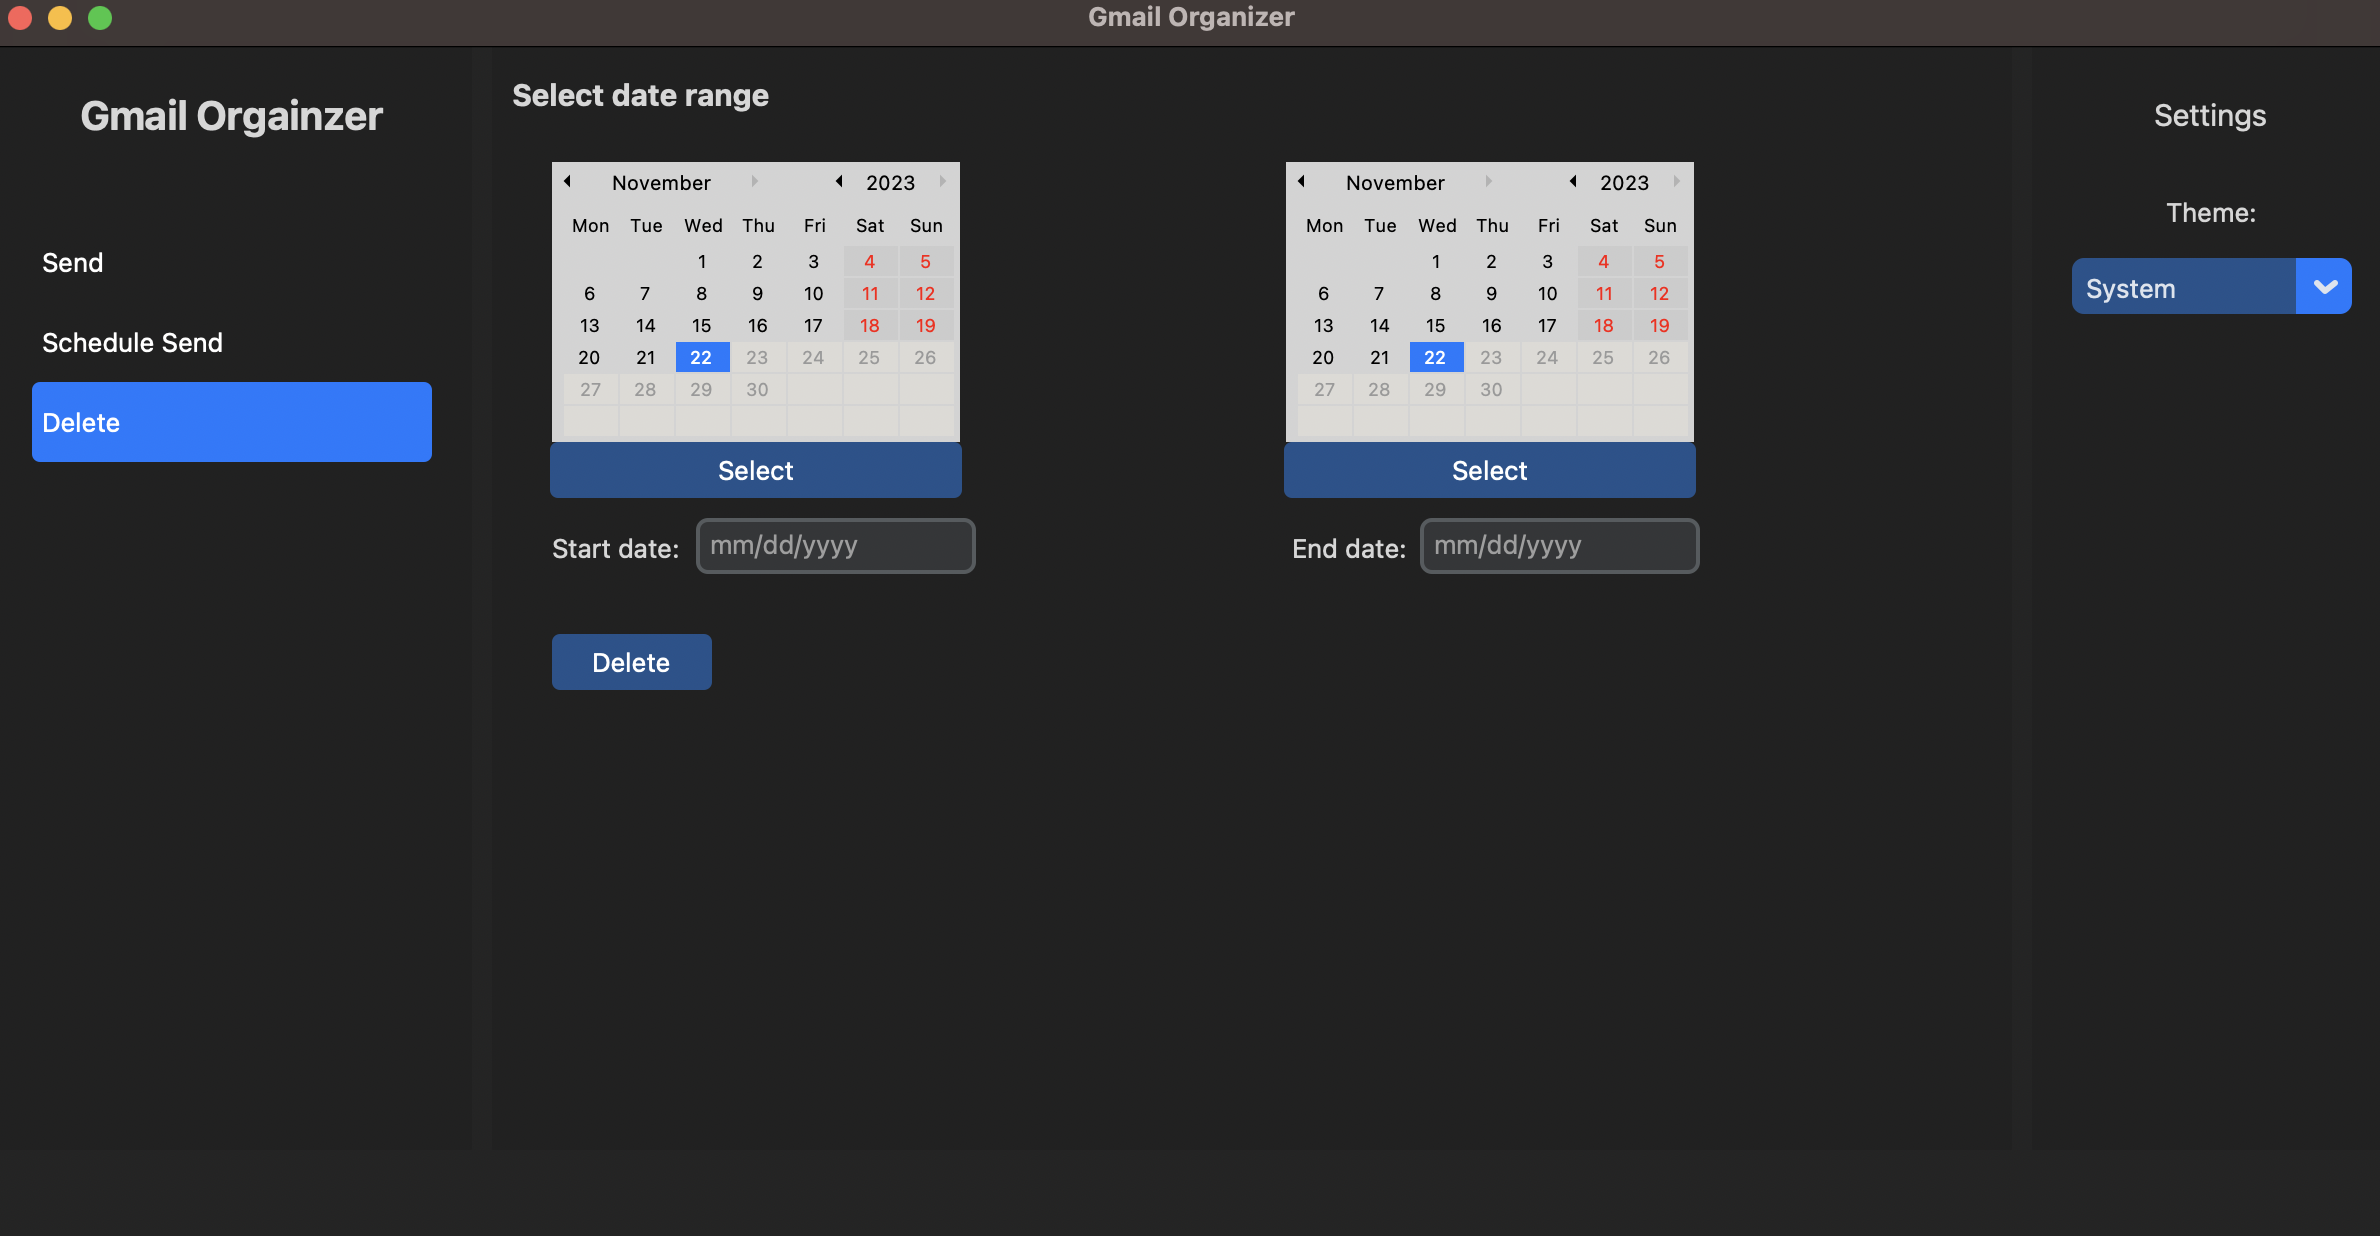 Gmail Organizer
Gmail Orgainzer
Send
Schedule Send
Delete
Select date range
November 2023
Mon Tue Wed Thu Fri Sat Sun
1 2 3 4 5
6 7 8 9 10 11 12
13 14 15 16 17 18 19
20 21 22 23 24 25 26
27 28 29 30
Select
Start date: mm/dd/yyyy
November 2023
Mon Tue Wed Thu Fri Sat Sun
1 2 3 4 5
6 7 8 9 10 11 12
13 14 15 16 17 18 19
20 21 22 23 24 25 26
27 28 29 30
Select
End date: mm/dd/yyyy
Delete
Settings
Theme:
System